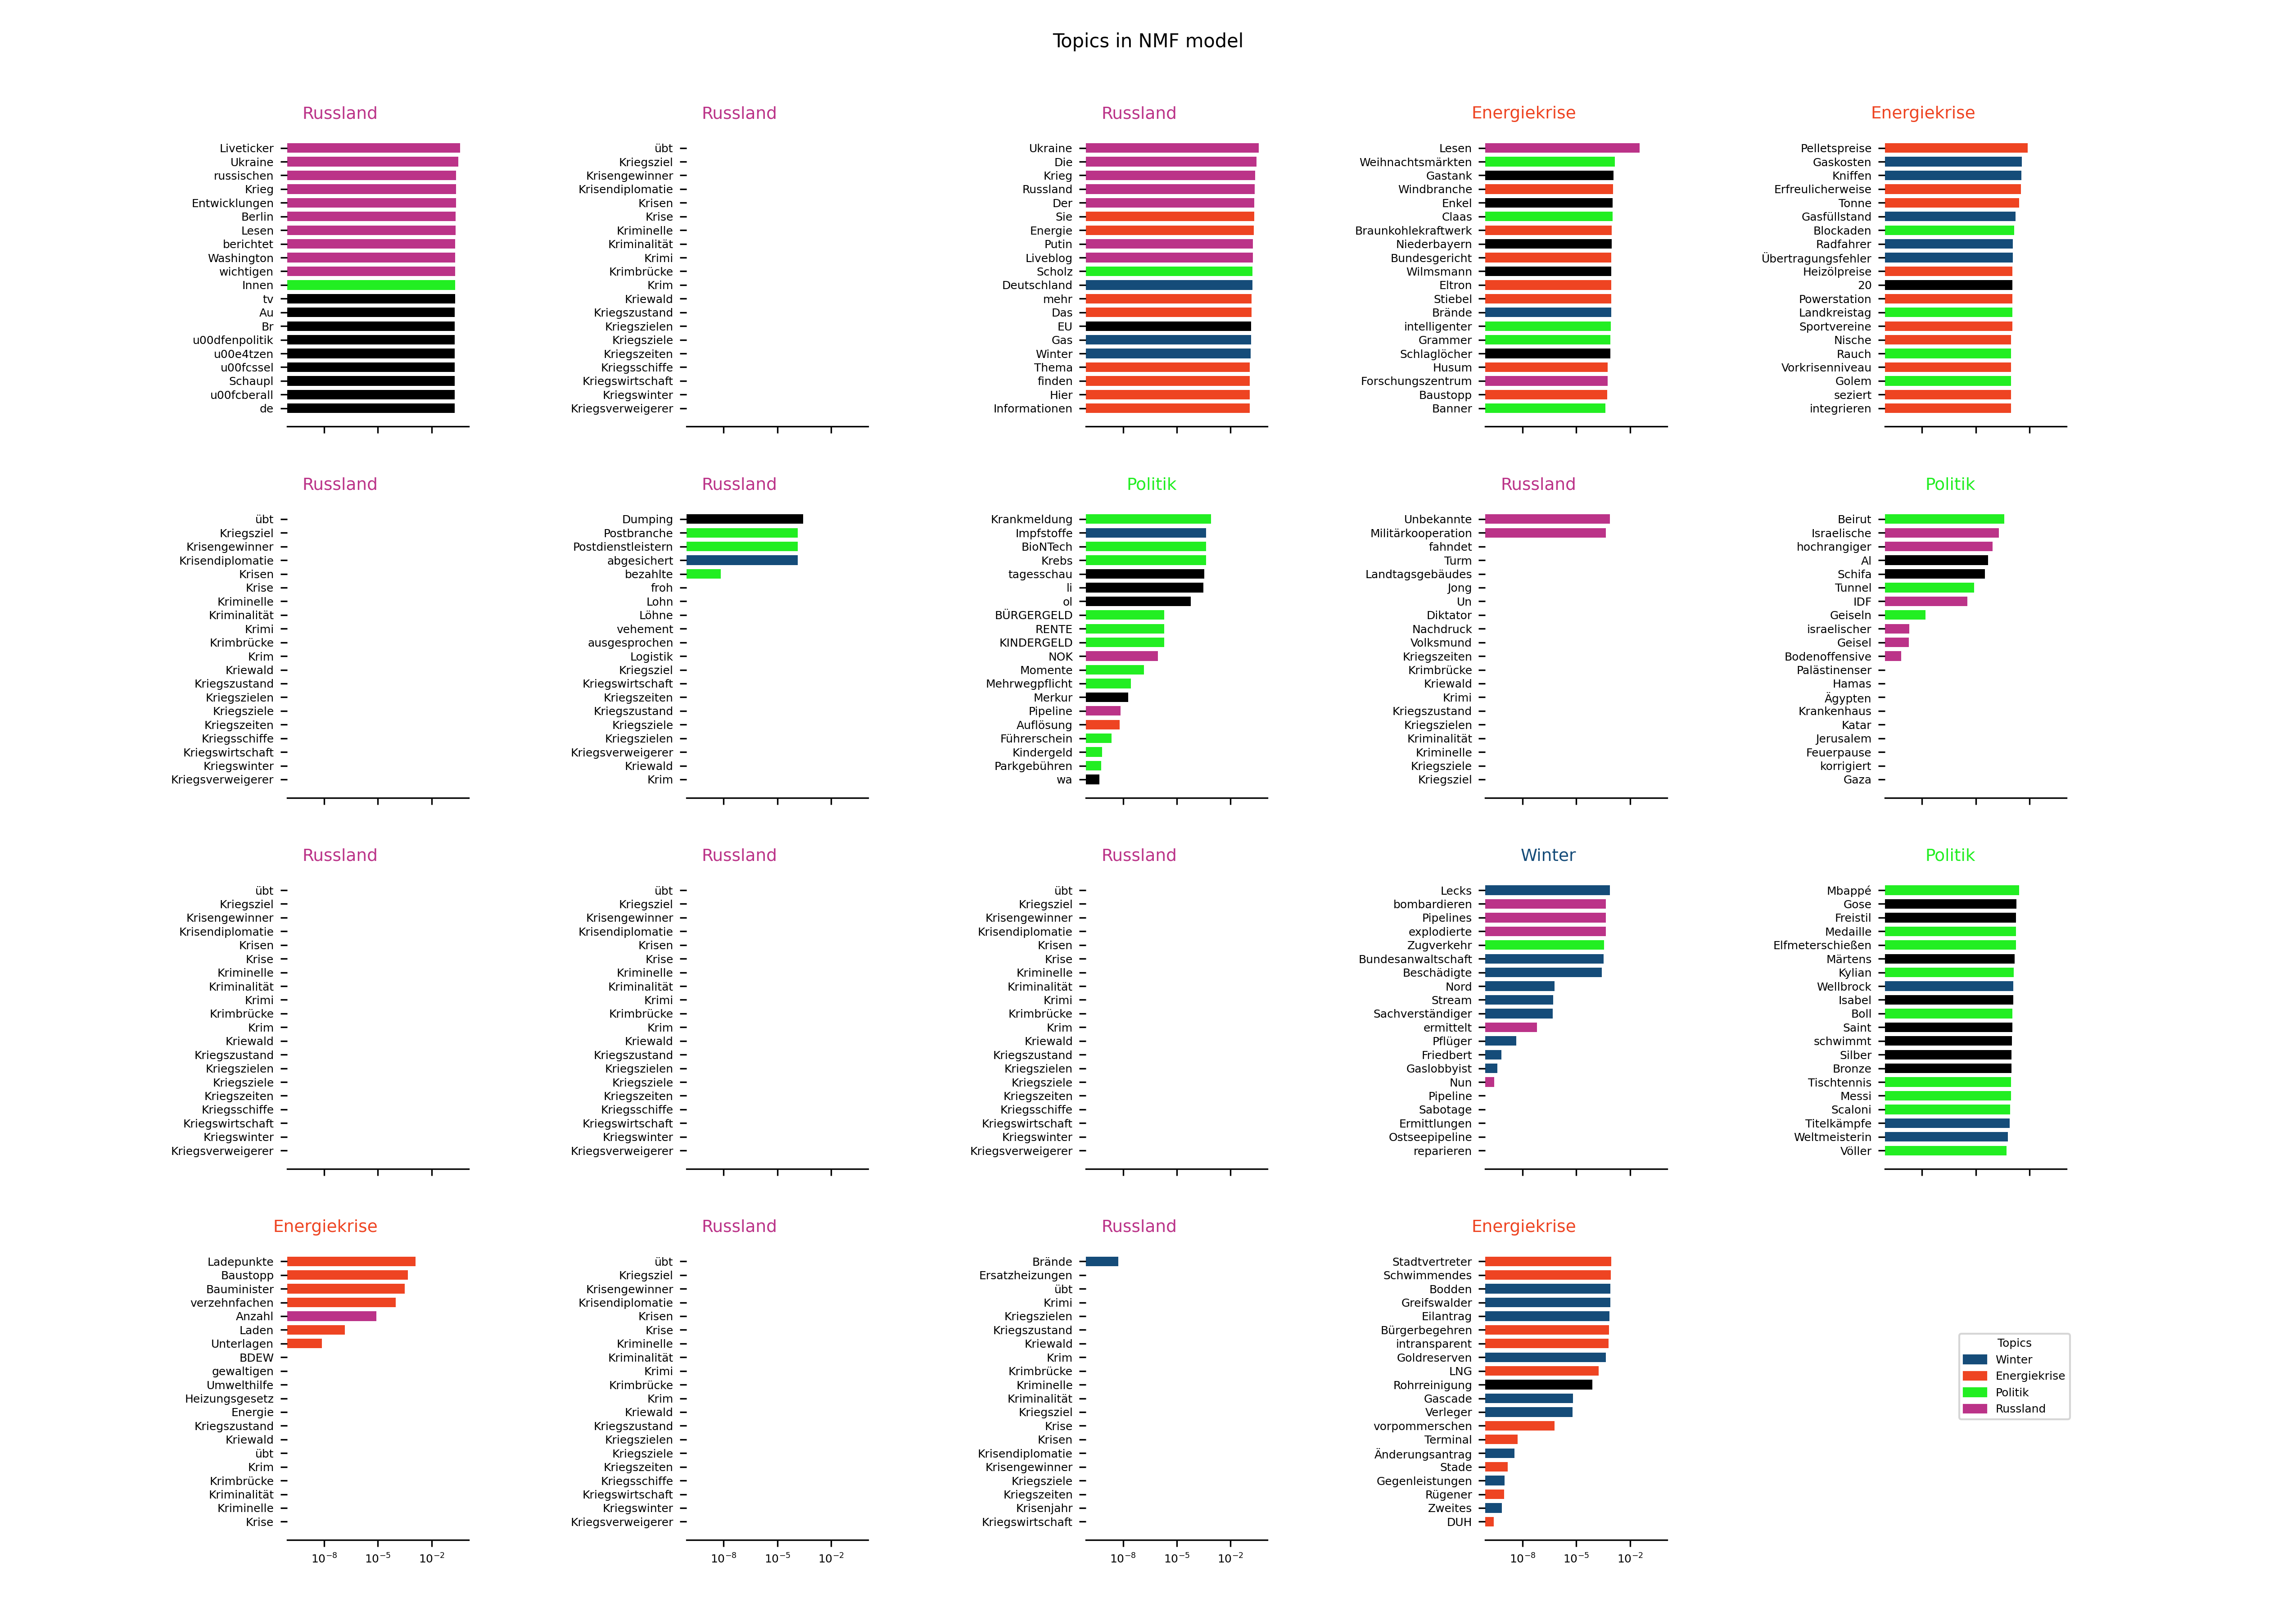 Topics in NMF model
Russland
Liveticker
Ukraine
russischen
Krieg
Entwicklungen
Berlin
Lesen
berichtet
Washington
wichtigen
Innen
tv
Au
Br
u00dfenpolitik
u00e4tzen
u00fcssel
Schaupl
u00fcberall
de
Russland
übt
Kriegsziel
Krisengewinner
Krisendiplomatie
Krisen
Krise
Kriminelle
Kriminalität
Krimi
Krimbrücke
Krim
Kriewald
Kriegszustand
Kriegszielen
Kriegsziele
Kriegszeiten
Kriegsschiffe
Kriegswirtschaft
Kriegswinter
Kriegsverweigerer
Russland
Ukraine
Die
Krieg
Russland
Der
Sie
Energie
Putin
Liveblog
Scholz
Deutschland
mehr
Das
EU
Gas
Winter
Thema
finden
Hier
Informationen
Energiekrise
Lesen
Weihnachtsmärkten
Gastank
Windbranche
Enkel
Claas
Braunkohlekraftwerk
Niederbayern
Bundesgericht
Wilmsmann
Eltron
Stiebel
Brände
intelligenter
Grammer
Schlaglöcher
Husum
Forschungszentrum
Baustopp
Banner
Energiekrise
Pelletspreise
Gaskosten
Kniffen
Erfreulicherweise
Tonne
Gasfüllstand
Blockaden
Radfahrer
Übertragungsfehler
Heizölpreise
20
Powerstation
Landkreistag
Sportvereine
Nische
Rauch
Vorkrisenniveau
Golem
seziert
integrieren
Russland
übt
Kriegsziel
Krisengewinner
Krisendiplomatie
Krisen
Krise
Kriminelle
Kriminalität
Krimi
Krimbrücke
Krim
Kriewald
Kriegszustand
Kriegszielen
Kriegsziele
Kriegszeiten
Kriegsschiffe
Kriegswirtschaft
Kriegswinter
Kriegsverweigerer
Russland
Dumping
Postbranche
Postdienstleistern
abgesichert
bezahlte
froh
Lohn
Löhne
vehement
ausgesprochen
Logistik
Kriegsziel
Kriegswirtschaft
Kriegszeiten
Kriegszustand
Kriegsziele
Kriegszielen
Kriegsverweigerer
Kriewald
Krim
Politik
Krankmeldung
Impfstoffe
BioNTech
Krebs
tagesschau
li
ol
BÜRGERGELD
RENTE
KINDERGELD
NOK
Momente
Mehrwegpflicht
Merkur
Pipeline
Auflösung
Führerschein
Kindergeld
Parkgebühren
wa
Russland
Unbekannte
Militärkooperation
fahndet
Turm
Landtagsgebäudes
Jong
Un
Diktator
Nachdruck
Volksmund
Kriegszeiten
Krimbrücke
Kriewald
Krimi
Kriegszustand
Kriegszielen
Kriminalität
Kriminelle
Kriegsziele
Kriegsziel
Politik
Beirut
Israelische
hochrangiger
Al
Schifa
Tunnel
IDF
Geiseln
israelischer
Geisel
Bodenoffensive
Palästinenser
Hamas
Ägypten
Krankenhaus
Katar
Jerusalem
Feuerpause
korrigiert
Gaza
Russland
übt
Kriegsziel
Krisengewinner
Krisendiplomatie
Krisen
Krise
Kriminelle
Kriminalität
Krimi
Krimbrücke
Krim
Kriewald
Kriegszustand
Kriegszielen
Kriegsziele
Kriegszeiten
Kriegsschiffe
Kriegswirtschaft
Kriegswinter
Kriegsverweigerer
Russland
übt
Kriegsziel
Krisengewinner
Krisendiplomatie
Krisen
Krise
Kriminelle
Kriminalität
Krimi
Krimbrücke
Krim
Kriewald
Kriegszustand
Kriegszielen
Kriegsziele
Kriegszeiten
Kriegsschiffe
Kriegswirtschaft
Kriegswinter
Kriegsverweigerer
Russland
übt
Kriegsziel
Krisengewinner
Krisendiplomatie
Krisen
Krise
Kriminelle
Kriminalität
Krimi
Krimbrücke
Krim
Kriewald
Kriegszustand
Kriegszielen
Kriegsziele
Kriegszeiten
Kriegsschiffe
Kriegswirtschaft
Kriegswinter
Kriegsverweigerer
Winter
Lecks
bombardieren
Pipelines
explodierte
Zugverkehr
Bundesanwaltschaft
Beschädigte
Nord
Stream
Sachverständiger
ermittelt
Pflüger
Friedbert
Gaslobbyist
Nun
Pipeline
Sabotage
Ermittlungen
Ostseepipeline
reparieren
Politik
Mbappé
Gose
Freistil
Medaille
Elfmeterschießen
Märtens
Kylian
Wellbrock
Isabel
Boll
Saint
schwimmt
Silber
Bronze
Tischtennis
Messi
Scaloni
Titelkämpfe
Weltmeisterin
Völler
Energiekrise
Ladepunkte
Baustopp
Bauminister
verzehnfachen
Anzahl
Laden
Unterlagen
BDEW
gewaltigen
Umwelthilfe
Heizungsgesetz
Energie
Kriegszustand
Kriewald
übt
Krim
Krimbrücke
Kriminalität
Kriminelle
Krise
10⁻⁸ 10⁻⁵ 10⁻²
Russland
übt
Kriegsziel
Krisengewinner
Krisendiplomatie
Krisen
Krise
Kriminelle
Kriminalität
Krimi
Krimbrücke
Krim
Kriewald
Kriegszustand
Kriegszielen
Kriegsziele
Kriegszeiten
Kriegsschiffe
Kriegswirtschaft
Kriegswinter
Kriegsverweigerer
10⁻⁸ 10⁻⁵ 10⁻²
Russland
Brände
Ersatzheizungen
übt
Krimi
Kriegszielen
Kriegszustand
Kriewald
Krim
Krimbrücke
Kriminelle
Kriminalität
Kriegsziel
Krise
Krisen
Krisendiplomatie
Krisengewinner
Kriegsziele
Kriegszeiten
Krisenjahr
Kriegswirtschaft
10⁻⁸ 10⁻⁵ 10⁻²
Energiekrise
Stadtvertreter
Schwimmendes
Bodden
Greifswalder
Eilantrag
Bürgerbegehren
intransparent
Goldreserven
LNG
Rohrreinigung
Gascade
Verleger
vorpommerschen
Terminal
Änderungsantrag
Stade
Gegenleistungen
Rügener
Zweites
DUH
10⁻⁸ 10⁻⁵ 10⁻²
Topics
Winter
Energiekrise
Politik
Russland